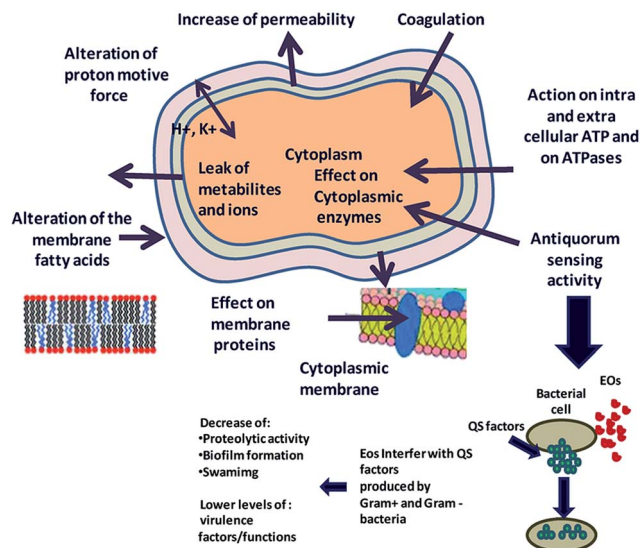 Increase of permeability
Coagulation
Alteration of
proton motive
force
H+, K+
Action on intra
and extra
cellular ATP and
on ATPases
Leak of
metabilites
and ions
Cytoplasm
Effect on
Cytoplasmic
enzymes
Alteration of the
membrane
fatty acids
Antiquorum
sensing
activity
Effect on
membrane
proteins
Cytoplasmic
membrane
EOs
Bacterial
cell
QS factors
Decrease of:
•Proteolytic activity
•Biofilm formation
•Swamimg
Lower levels of :
virulence
factors/functions
Eos Interfer with QS
factors
produced by
Gram+ and Gram -
bacteria